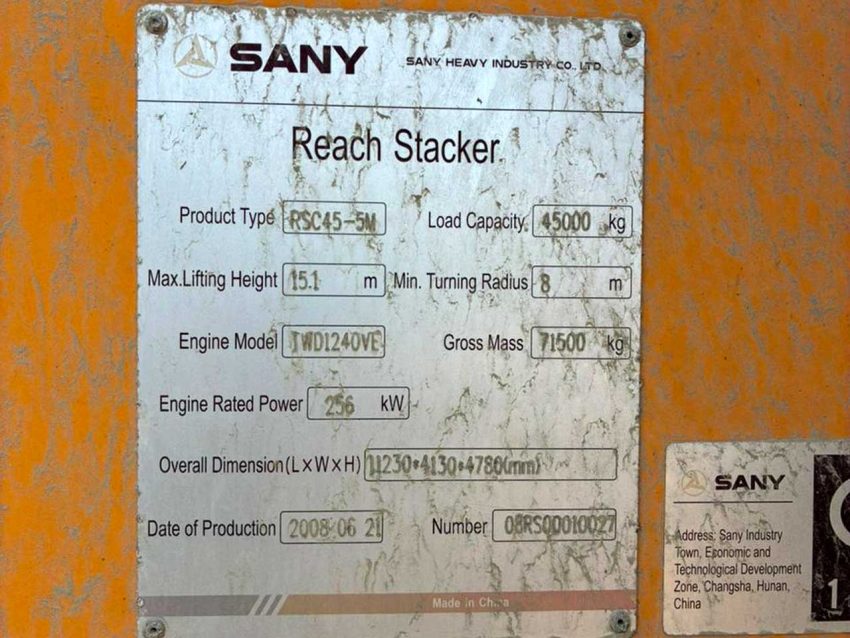 SANY SANY HEAVY INDUSTRY CO., LTD.
Reach Stacker
Product Type RSC45-5M Load Capacity 45000 kg
Max.Lifting Height 15.1 m Min. Turning Radius 8 m
Engine Model TWD1240VE Gross Mass 71500 kg
Engine Rated Power 256 kW
Overall Dimension(L×W×H) 11230*4130*4780(mm)
Date of Production 2008 06 21 Number 08RS00010027
Made in China
SANY
Address: Sany Industry
Town, Economic and
Technological Development
Zone, Changsha, Hunan,
China
1